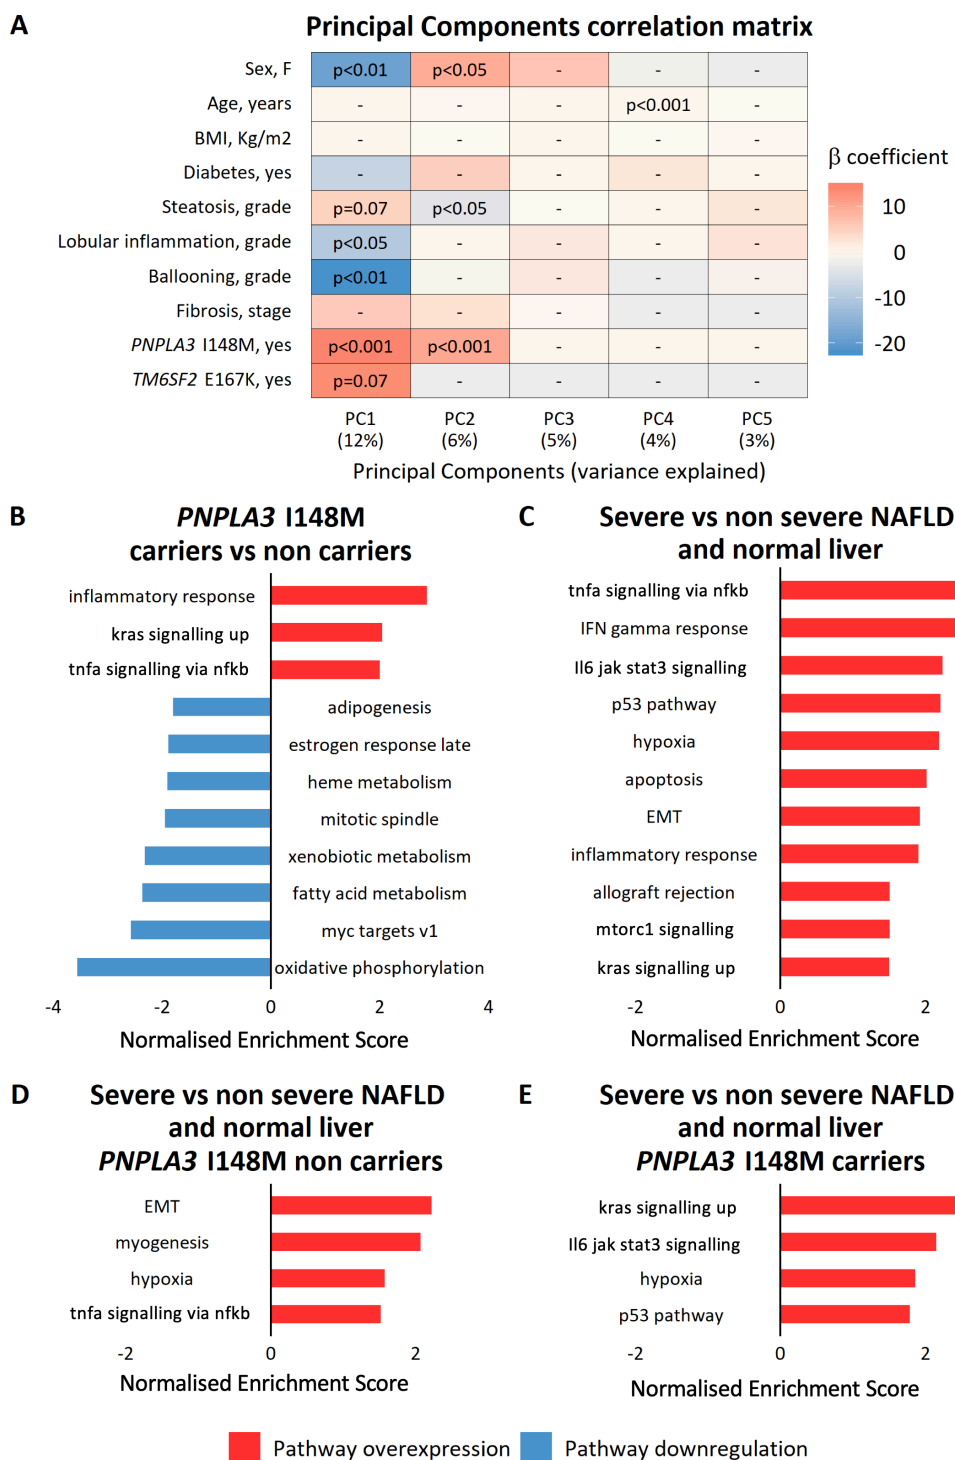 A
Principal Components correlation matrix
Sex, F p<0.01 p<0.05 - - -
Age, years - - - p<0.001 -
BMI, Kg/m2 - - - - -
Diabetes, yes - - - - -
Steatosis, grade p=0.07 p<0.05 - - -
Lobular inflammation, grade p<0.05 - - - -
Ballooning, grade p<0.01 - - - -
Fibrosis, stage - - - - -
PNPLA3 I148M, yes p<0.001 p<0.001 - - -
TM6SF2 E167K, yes p=0.07 - - - -
PC1 PC2 PC3 PC4 PC5
(12%) (6%) (5%) (4%) (3%)
Principal Components (variance explained)
β coefficient
10
0
-10
-20
B
PNPLA3 I148M
carriers vs non carriers
inflammatory response
kras signalling up
tnfa signalling via nfkb
adipogenesis
estrogen response late
heme metabolism
mitotic spindle
xenobiotic metabolism
fatty acid metabolism
myc targets v1
oxidative phosphorylation
-4 -2 0 2 4
Normalised Enrichment Score
C
Severe vs non severe NAFLD
and normal liver
tnfa signalling via nfkb
IFN gamma response
Il6 jak stat3 signalling
p53 pathway
hypoxia
apoptosis
EMT
inflammatory response
allograft rejection
mtorc1 signalling
kras signalling up
-2 0 2
Normalised Enrichment Score
D
Severe vs non severe NAFLD
and normal liver
PNPLA3 I148M non carriers
EMT
myogenesis
hypoxia
tnfa signalling via nfkb
-2 0 2
Normalised Enrichment Score
E
Severe vs non severe NAFLD
and normal liver
PNPLA3 I148M carriers
kras signalling up
Il6 jak stat3 signalling
hypoxia
p53 pathway
-2 0 2
Normalised Enrichment Score
Pathway overexpression Pathway downregulation